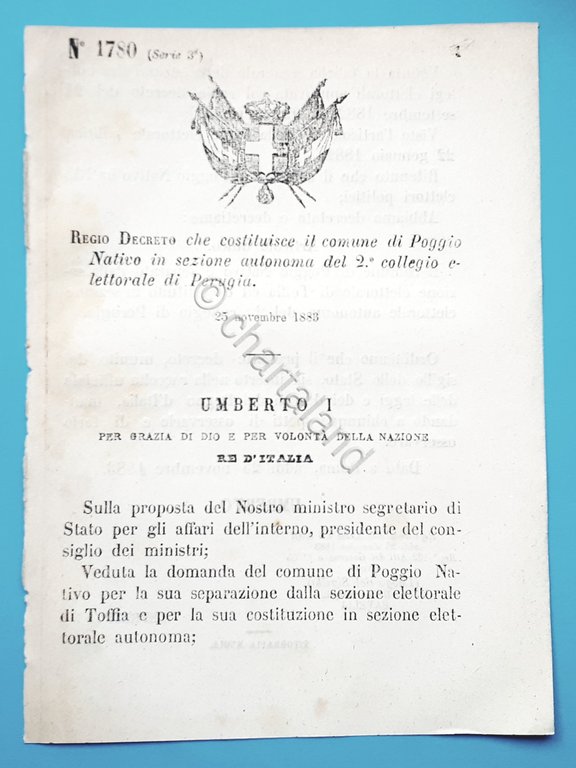 N° 1780 (Serie 3ª)
REGIO DECRETO che costituisce il comune di Poggio
Nativo in sezione autonoma del 2.° collegio e-
lettorale di Perugia.
25 novembre 1883
UMBERTO I
PER GRAZIA DI DIO E PER VOLONTÀ DELLA NAZIONE
RE D'ITALIA
Sulla proposta del Nostro ministro segretario di
Stato per gli affari dell'interno, presidente del con-
siglio dei ministri;
Veduta la domanda del comune di Poggio Na-
tivo per la sua separazione dalla sezione elettorale
di Toffia e per la sua costituzione in sezione elet-
torale autonoma;
© chartaland